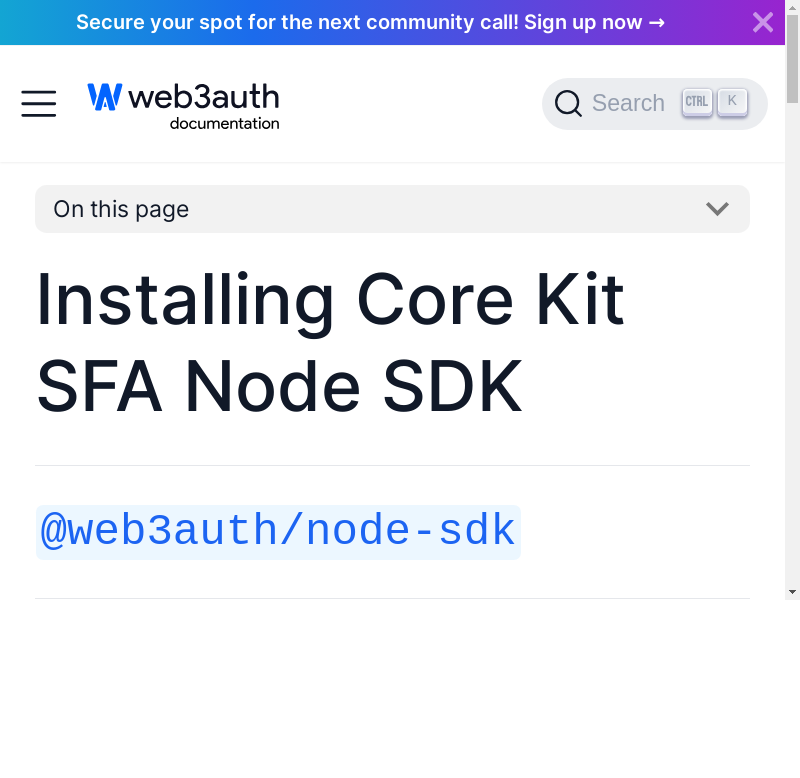 Secure your spot for the next community call! Sign up now →
web3auth
documentation
Search CTRL K
On this page
Installing Core Kit
SFA Node SDK
@web3auth/node-sdk